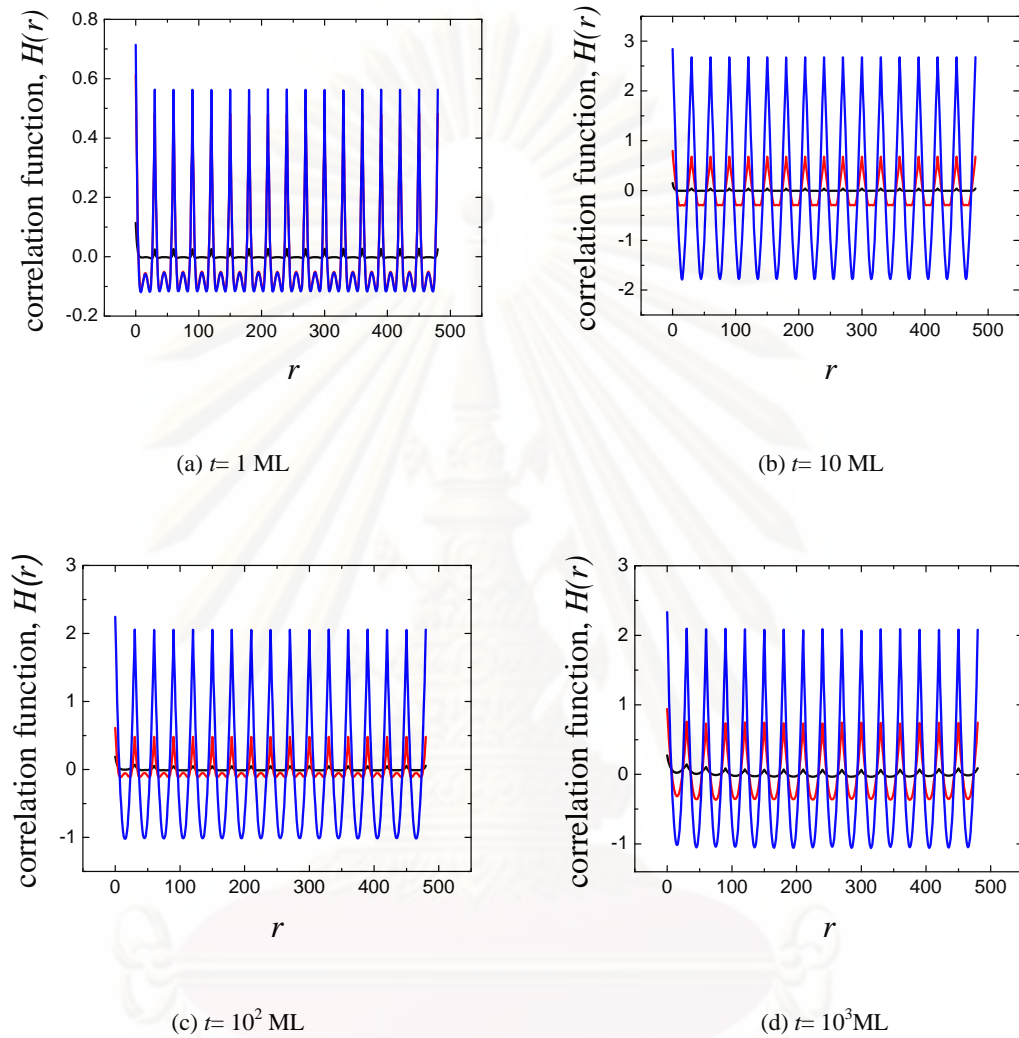 correlation function, H(r)
0.8
0.6
0.4
0.2
0.0
-0.2
0 100 200 300 400 500
r
(a) t= 1 ML
correlation function, H(r)
3
2
1
0
-1
-2
0 100 200 300 400 500
r
(b) t= 10 ML
correlation function, H(r)
3
2
1
0
-1
0 100 200 300 400 500
r
(c) t= 10² ML
correlation function, H(r)
3
2
1
0
-1
0 100 200 300 400 500
r
(d) t= 10³ML